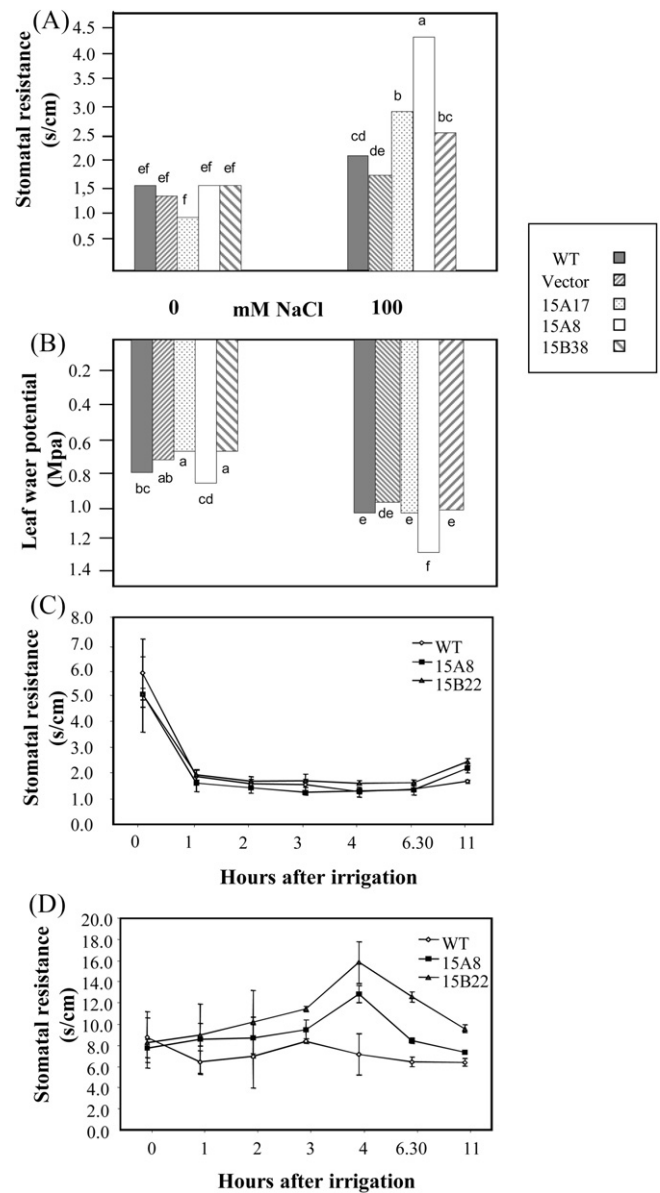 (A)
Stomatal resistance
(s/cm)
4.5
4.5
3.5
3.0
2.5
2.0
1,5
1.0
0.5
ef
ef
f
ef
ef
cd
de
b
a
bc
0 mM NaCl 100
WT
Vector
15A17
15A8
15B38
(B)
Leaf waer potential
(Mpa)
0.2
0.4
0.6
0.8
1.0
1.2
1.4
bc
ab
a
cd
a
e
de
e
f
e
(C)
Stomatal resistance
(s/cm)
8.0
7.0
6.0
5.0
4.0
3.0
2.0
1.0
0.0
WT
15A8
15B22
0 1 2 3 4 6.30 11
Hours after irrigation
(D)
Stomatal resistance
(s/cm)
20.0
18.0
16.0
14.0
12.0
10.0
8.0
6.0
4.0
2.0
0.0
WT
15A8
15B22
0 1 2 3 4 6.30 11
Hours after irrigation